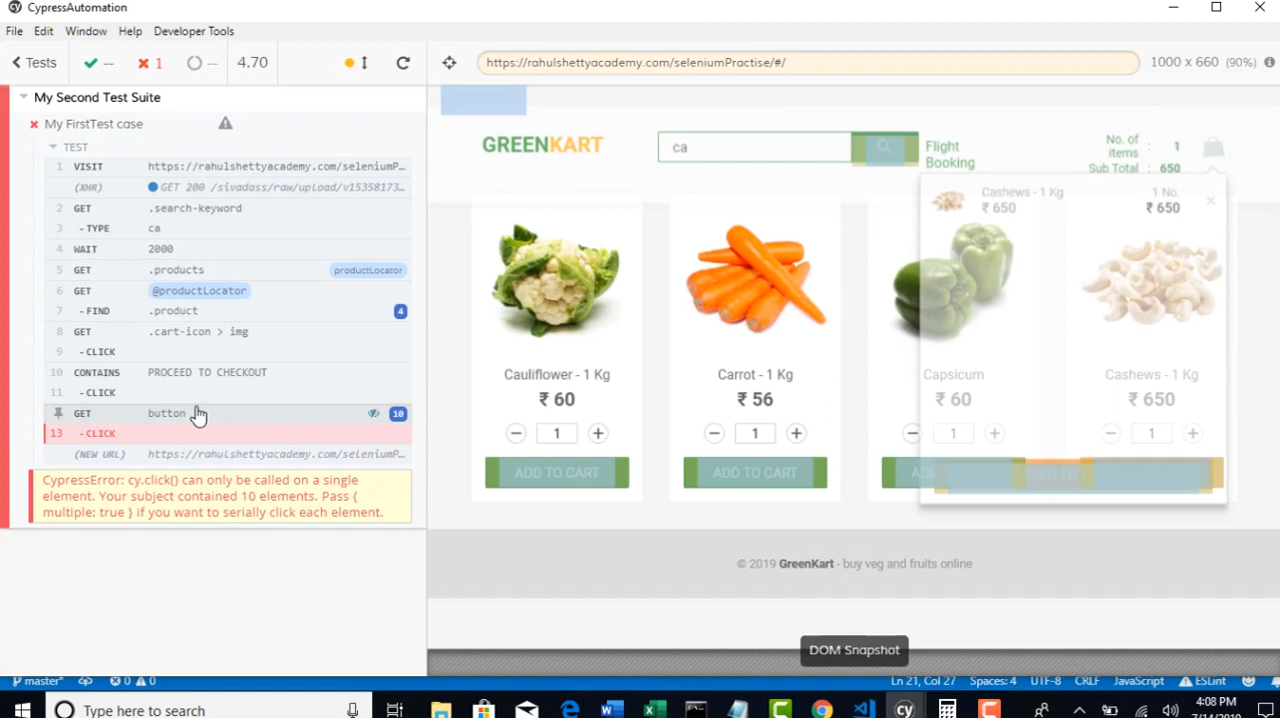 CypressAutomation
File Edit Window Help Developer Tools
Tests -- 1 -- 4.70
https://rahulshettyacademy.com/seleniumPractise/#/ 1000 x 660 (90%)
My Second Test Suite
My FirstTest case
TEST
1 VISIT https://rahulshettyacademy.com/seleniumP…
(XHR) GET 200 /sivadass/raw/upload/v15358173…
2 GET .search-keyword
3 - TYPE ca
4 WAIT 2000
5 GET .products productLocator
6 GET @productLocator
7 - FIND .product 4
8 GET .cart-icon > img
9 - CLICK
10 CONTAINS PROCEED TO CHECKOUT
11 - CLICK
GET button 10
13 - CLICK
(NEW URL) https://rahulshettyacademy.com/seleniumP…
CypressError: cy.click() can only be called on a single
element. Your subject contained 10 elements. Pass {
multiple: true } if you want to serially click each element.
GREENKART
ca
Flight
Booking
No. of
items : 1
Sub Total : 650
Cashews - 1 Kg 1 No.
₹ 650 ₹ 650
×
Cauliflower - 1 Kg Carrot - 1 Kg Capsicum Cashews - 1 Kg
₹ 60 ₹ 56 ₹ 60 ₹ 650
1 1 1 1
ADD TO CART ADD TO CART
© 2019 GreenKart - buy veg and fruits online
DOM Snapshot
master* 0 0 Ln 21, Col 27 Spaces: 4 UTF-8 CRLF JavaScript ESLint
Type here to search
4:08 PM